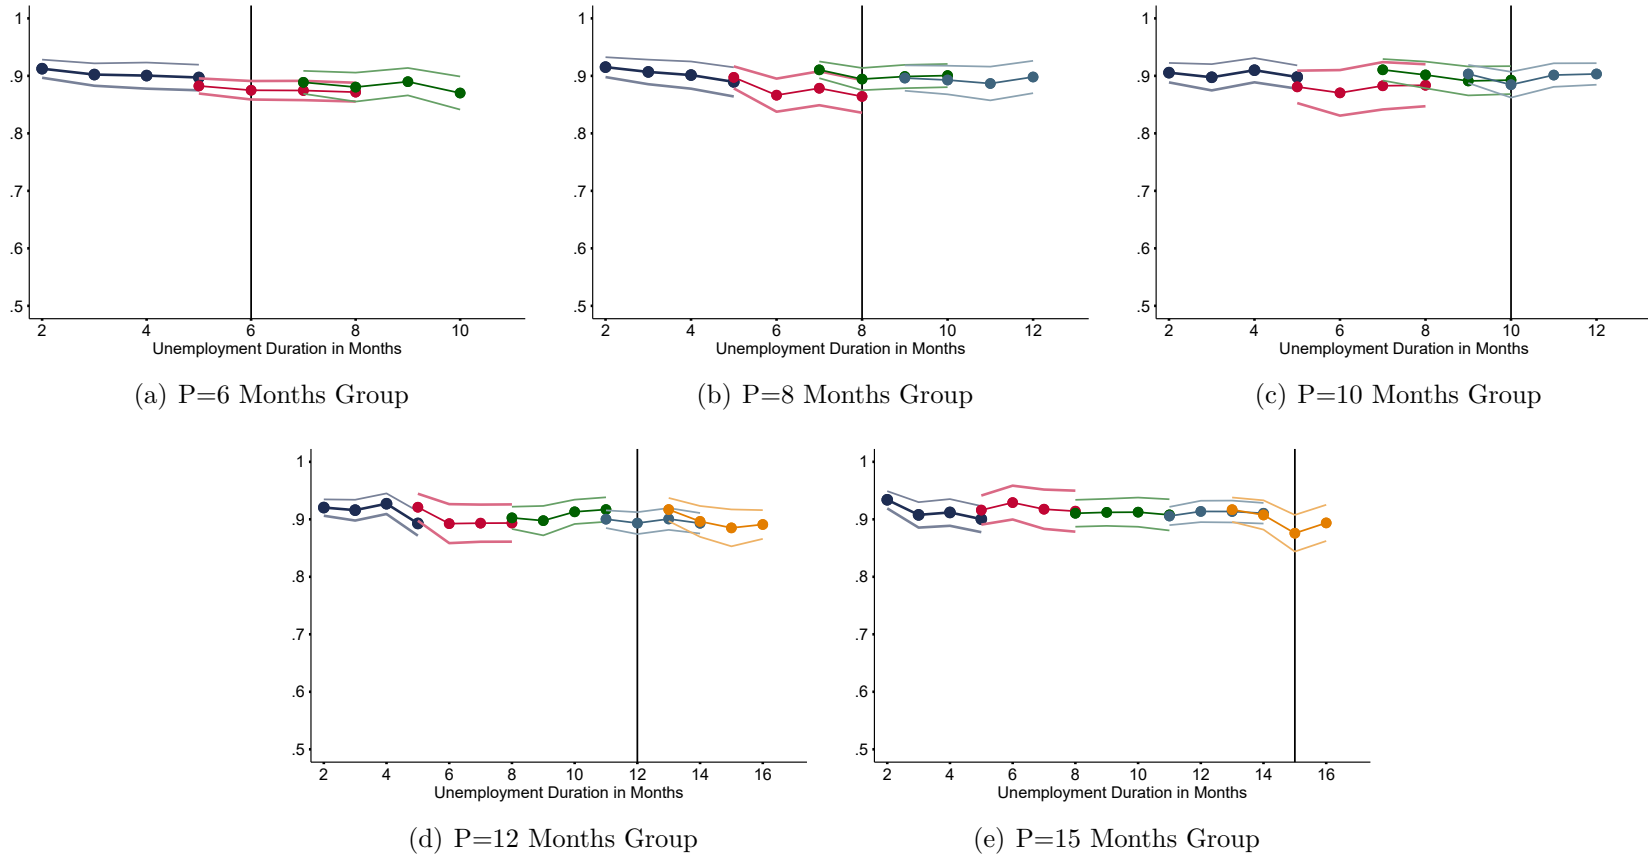 1
.9
.8
.7
.6
.5
2 4 6 8 10
Unemployment Duration in Months
(a) P=6 Months Group
1
.9
.8
.7
.6
.5
2 4 6 8 10 12
Unemployment Duration in Months
(b) P=8 Months Group
1
.9
.8
.7
.6
.5
2 4 6 8 10 12
Unemployment Duration in Months
(c) P=10 Months Group
1
.9
.8
.7
.6
.5
2 4 6 8 10 12 14 16
Unemployment Duration in Months
(d) P=12 Months Group
1
.9
.8
.7
.6
.5
2 4 6 8 10 12 14 16
Unemployment Duration in Months
(e) P=15 Months Group